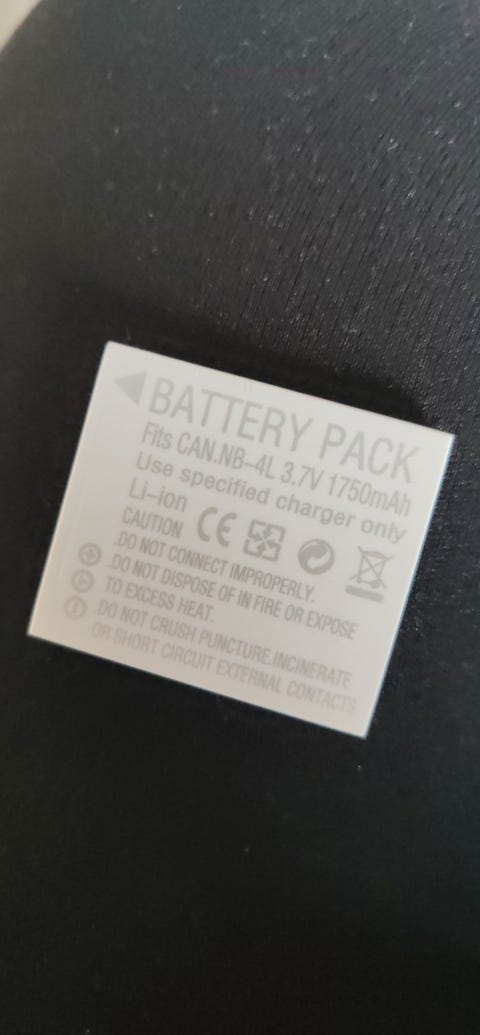 BATTERY PACK
Fits CAN.NB-4L 3.7V 1750mAh
Use specified charger only
Li-ion
CAUTION
.DO NOT CONNECT IMPROPERLY.
.DO NOT DISPOSE OF IN FIRE OR EXPOSE
TO EXCESS HEAT.
.DO NOT CRUSH PUNCTURE.INCINERATE
OR SHORT CIRCUIT EXTERNAL CONTACTS